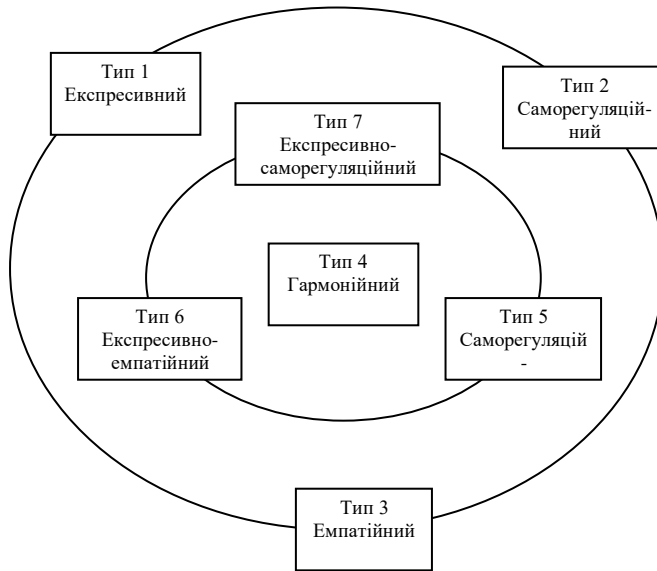 Тип 1
Експресивний
Тип 2
Саморегуляцій-
ний
Тип 7
Експресивно-
саморегуляційний
Тип 4
Гармонійний
Тип 6
Експресивно-
емпатійний
Тип 5
Саморегуляцій
-
Тип 3
Емпатійний